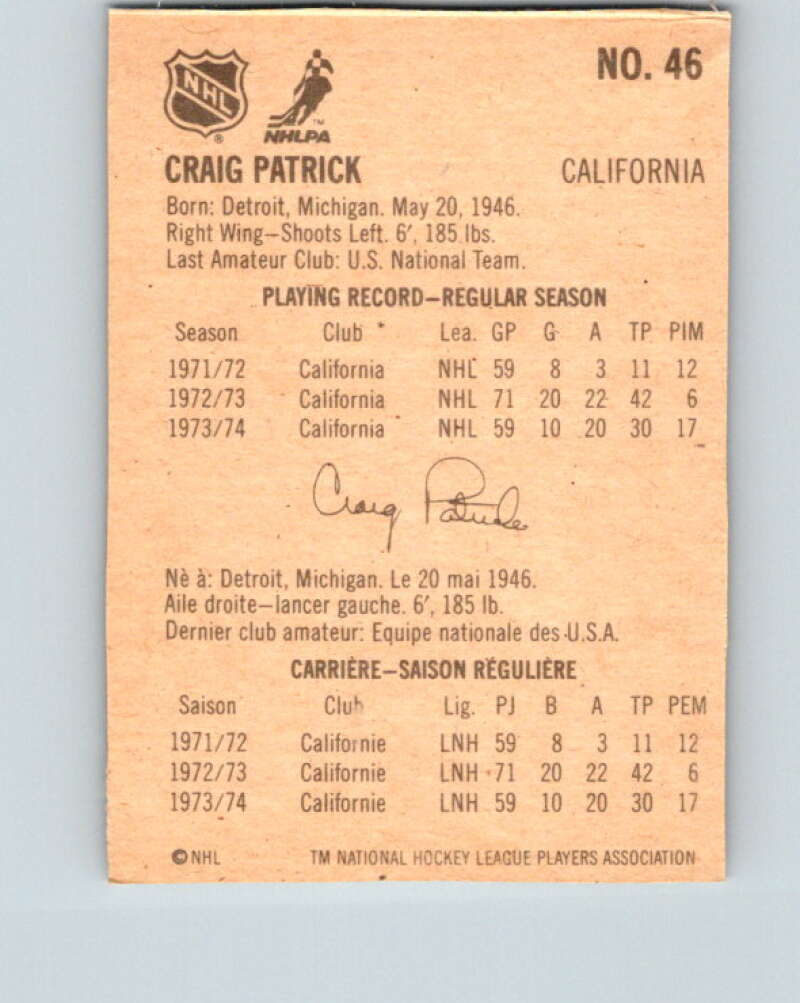 NHL
®
TM
NHLPA
NO. 46
CRAIG PATRICK CALIFORNIA
Born: Detroit, Michigan. May 20, 1946.
Right Wing–Shoots Left. 6′, 185 lbs.
Last Amateur Club: U.S. National Team.
PLAYING RECORD–REGULAR SEASON
Season Club Lea. GP G A TP PIM
1971/72 California NHL 59 8 3 11 12
1972/73 California NHL 71 20 22 42 6
1973/74 California NHL 59 10 20 30 17
Craig Patrick
Nè à: Detroit, Michigan. Le 20 mai 1946.
Aile droite–lancer gauche. 6′, 185 lb.
Dernier club amateur: Equipe nationale des U.S.A.
CARRIÈRE–SAISON RÉGULIÈRE
Saison Club Lig. PJ B A TP PEM
1971/72 Californie LNH 59 8 3 11 12
1972/73 Californie LNH 71 20 22 42 6
1973/74 Californie LNH 59 10 20 30 17
© NHL TM NATIONAL HOCKEY LEAGUE PLAYERS ASSOCIATION